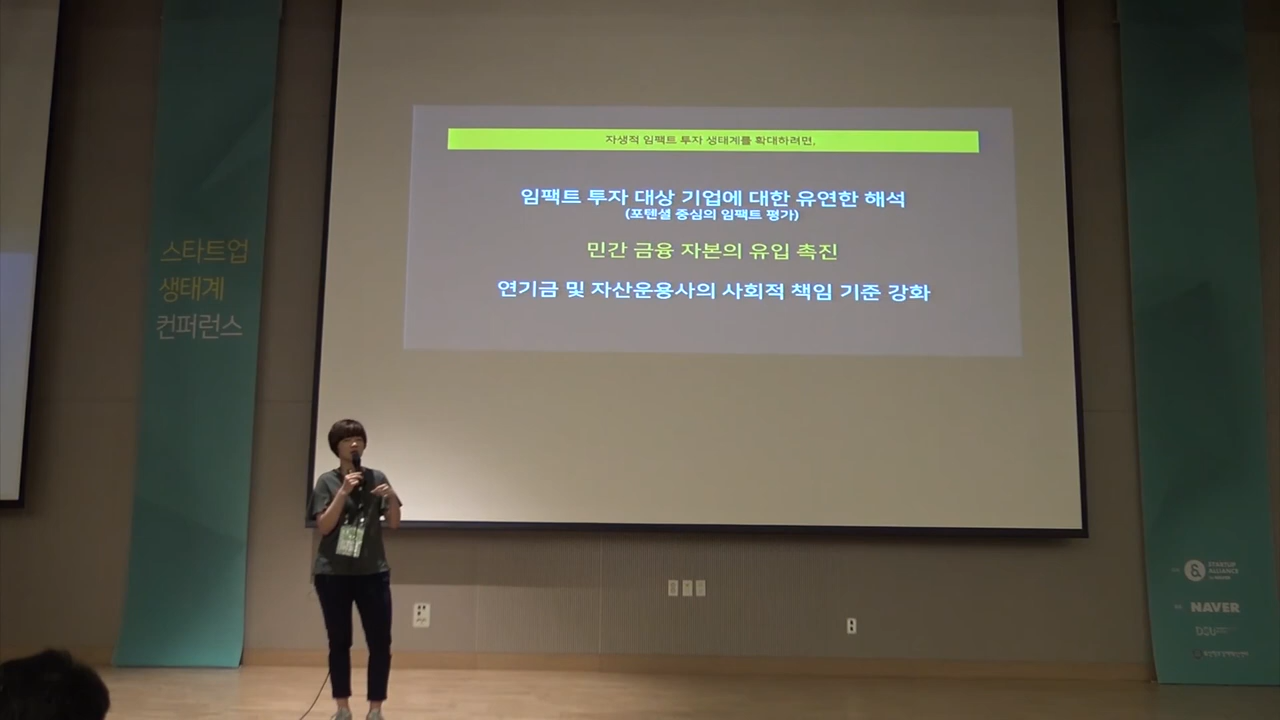 자생적 임팩트 투자 생태계를 확대하려면,
임팩트 투자 대상 기업에 대한 유연한 해석
(포텐셜 중심의 임팩트 평가)
민간 금융 자본의 유입 촉진
연기금 및 자산운용사의 사회적 책임 기준 강화
스타트업
생태계
컨퍼런스
&
STARTUP
ALLIANCE
NAVER